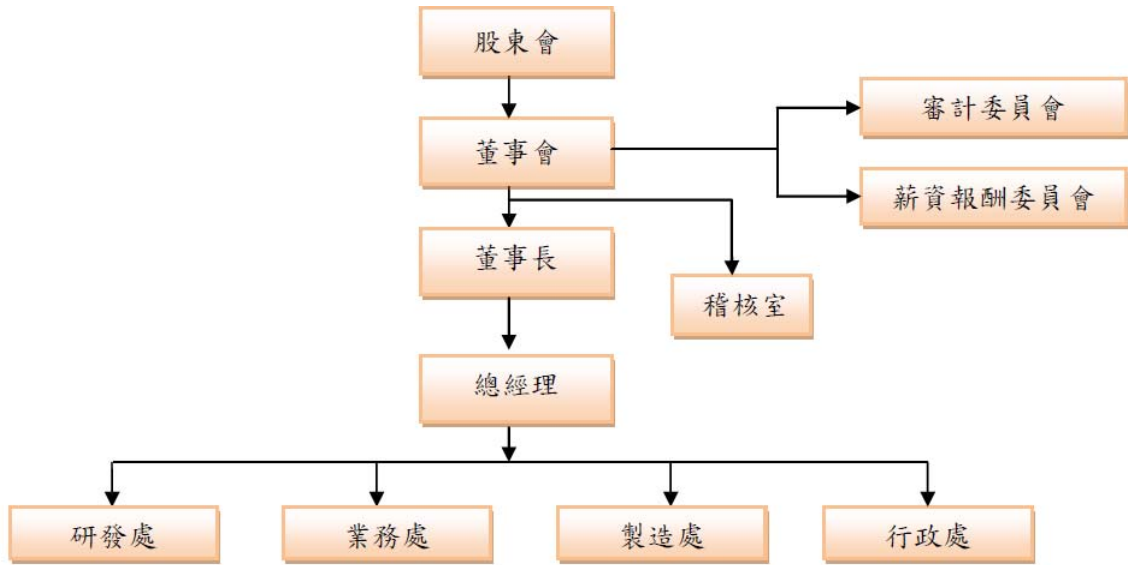 股東會
審計委員會
董事會
薪資報酬委員會
董事長
稽核室
總經理
研發處
業務處
製造處
行政處